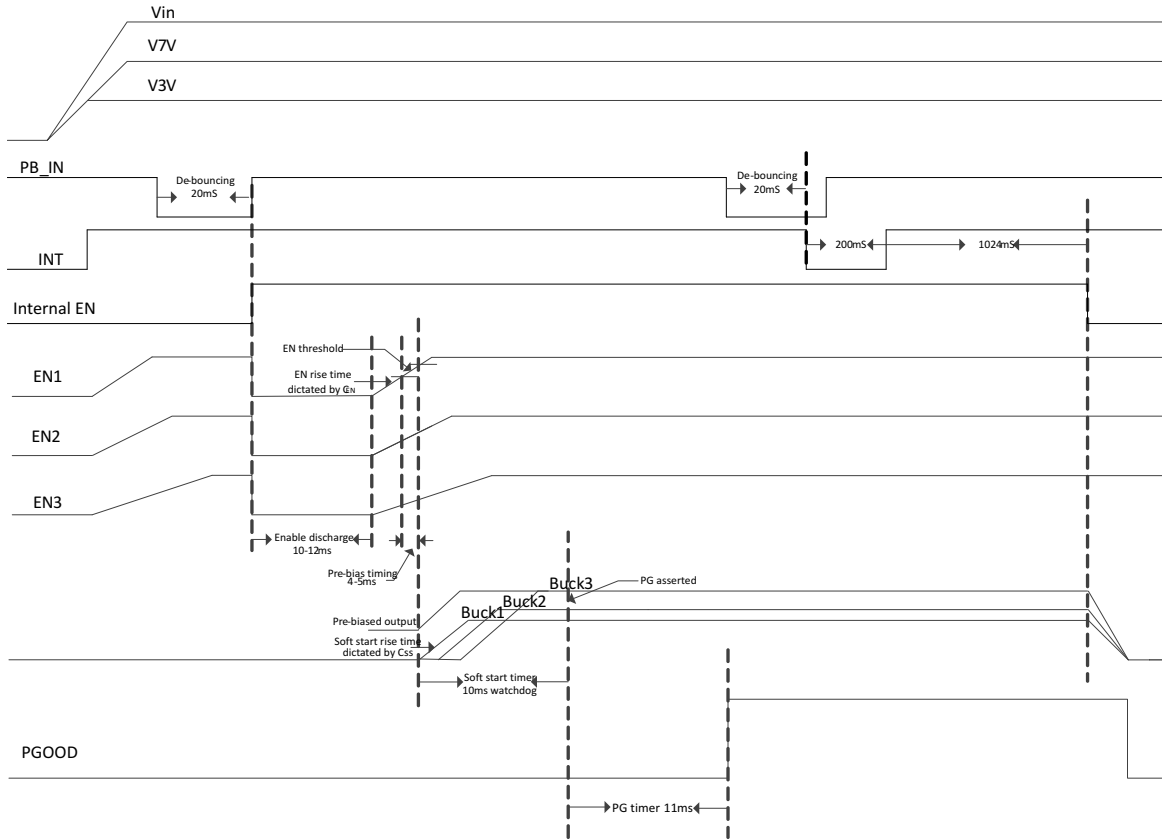 Vin
V7V
V3V
PB_IN
De-bouncing
20mS
De-bouncing
20mS
INT
200mS
1024mS
Internal EN
EN threshold
EN1
EN rise time
dictated by CEN
EN2
EN3
Enable discharge
10-12ms
Pre-bias timing
4-5ms
Buck3
PG asserted
Buck2
Buck1
Pre-biased output
Soft start rise time
dictated by Css
Soft start timer
10ms watchdog
PGOOD
PG timer 11ms